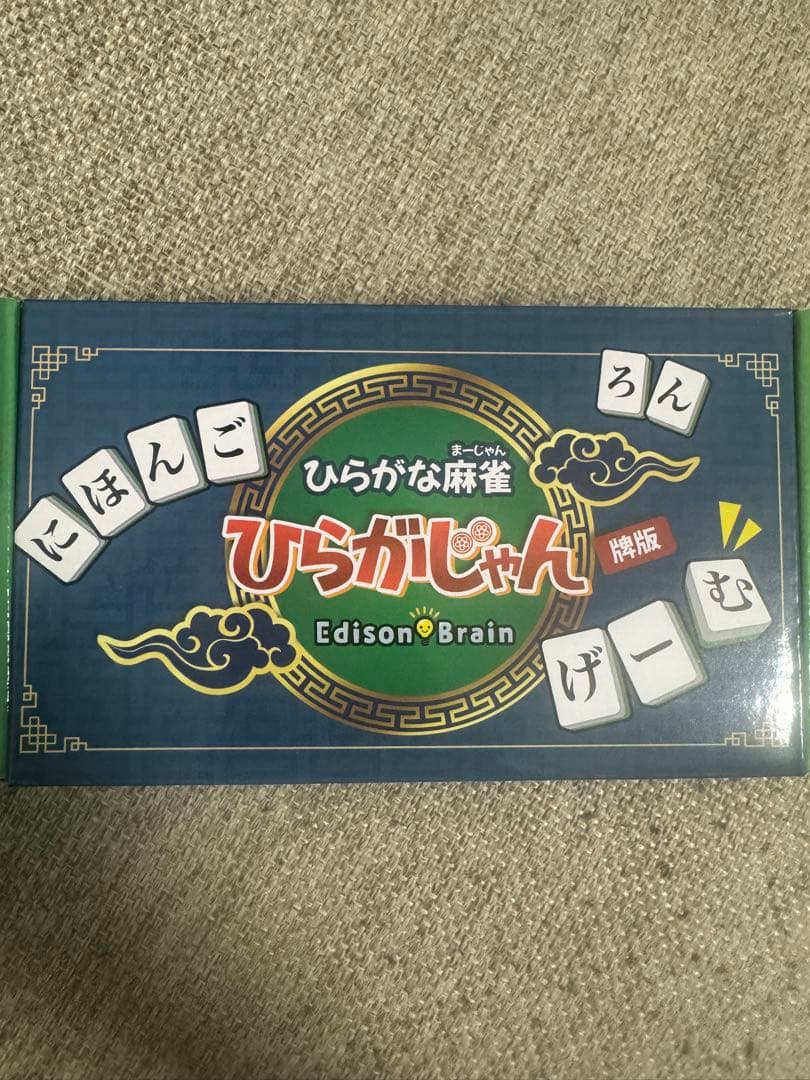 にほんご
ろん
まーじゃん
ひらがな麻雀
ひらがじゃん
牌版
Edison Brain
げーむ